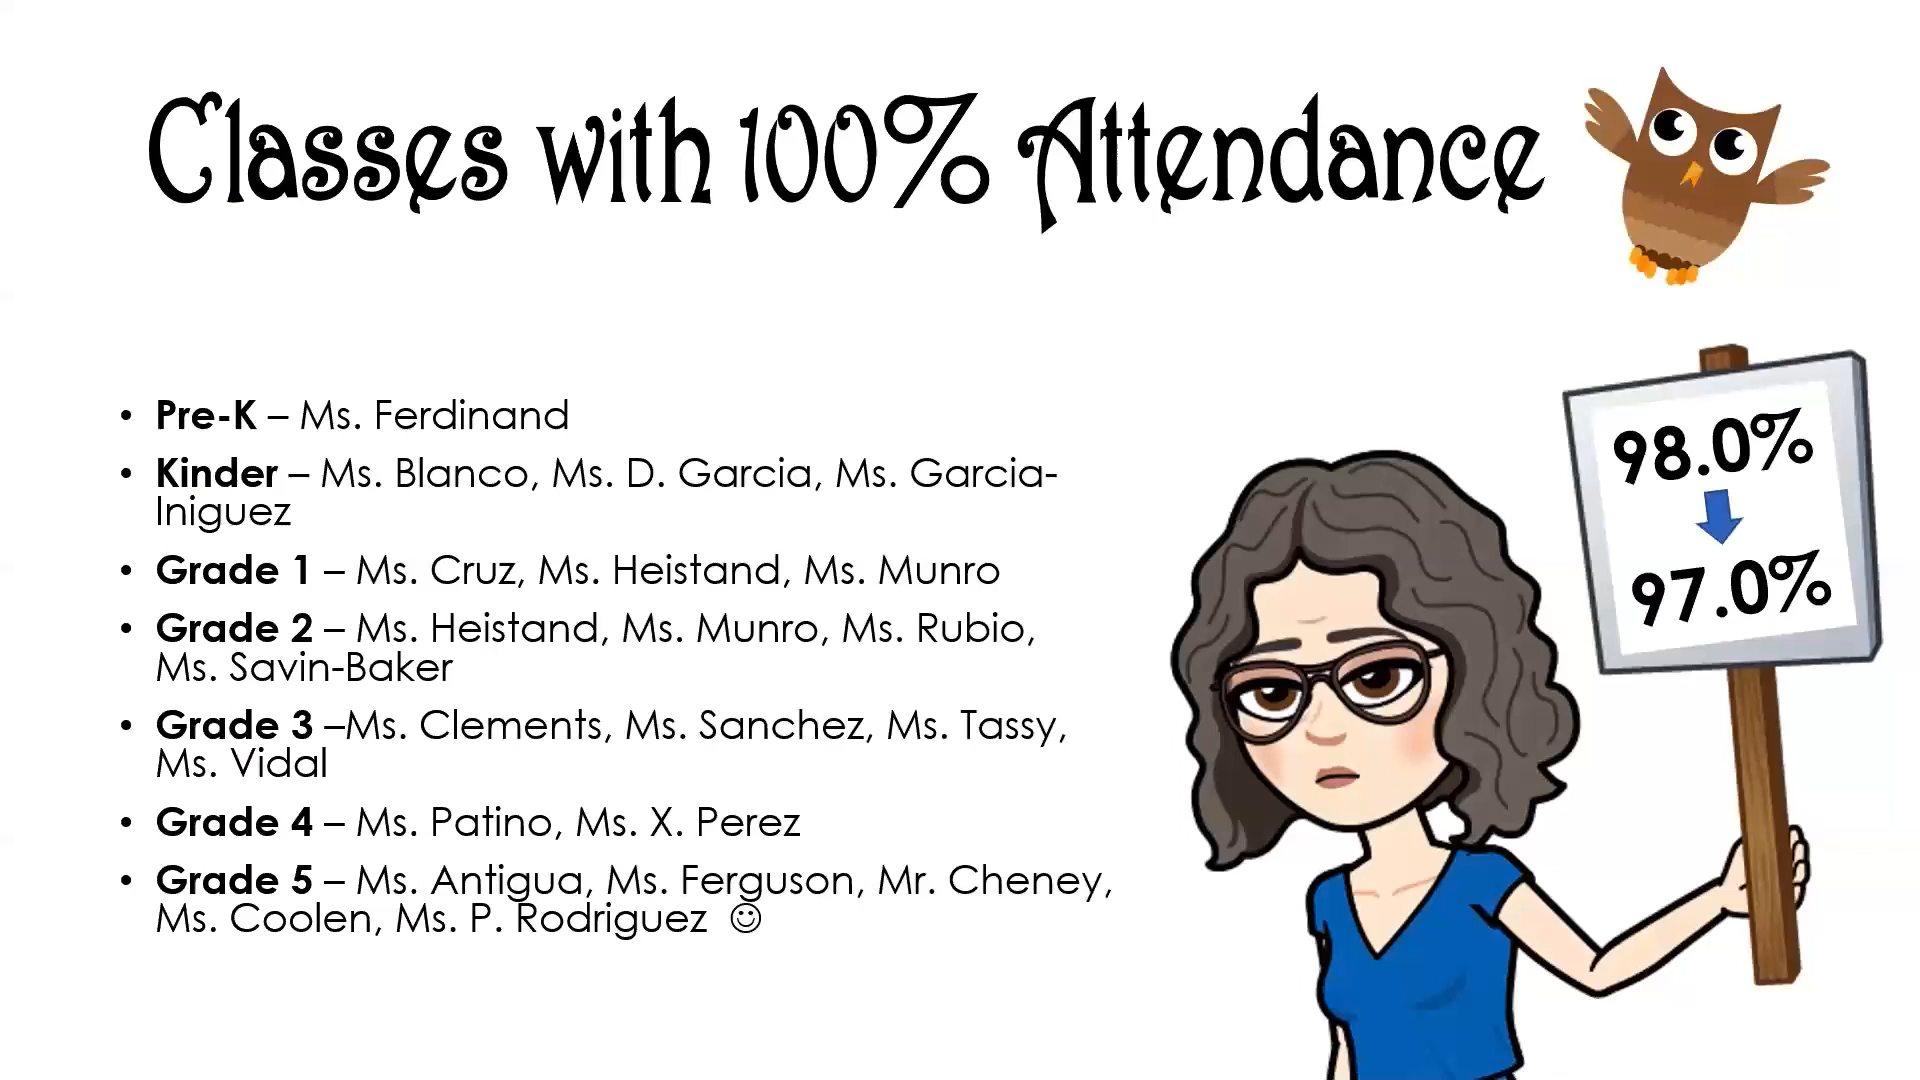 Classes with 100% Attendance
• Pre-K – Ms. Ferdinand
• Kinder – Ms. Blanco, Ms. D. Garcia, Ms. Garcia-
Iniguez
• Grade 1 – Ms. Cruz, Ms. Heistand, Ms. Munro
• Grade 2 – Ms. Heistand, Ms. Munro, Ms. Rubio,
Ms. Savin-Baker
• Grade 3 –Ms. Clements, Ms. Sanchez, Ms. Tassy,
Ms. Vidal
• Grade 4 – Ms. Patino, Ms. X. Perez
• Grade 5 – Ms. Antigua, Ms. Ferguson, Mr. Cheney,
Ms. Coolen, Ms. P. Rodriguez ☺
98.0%
97.0%